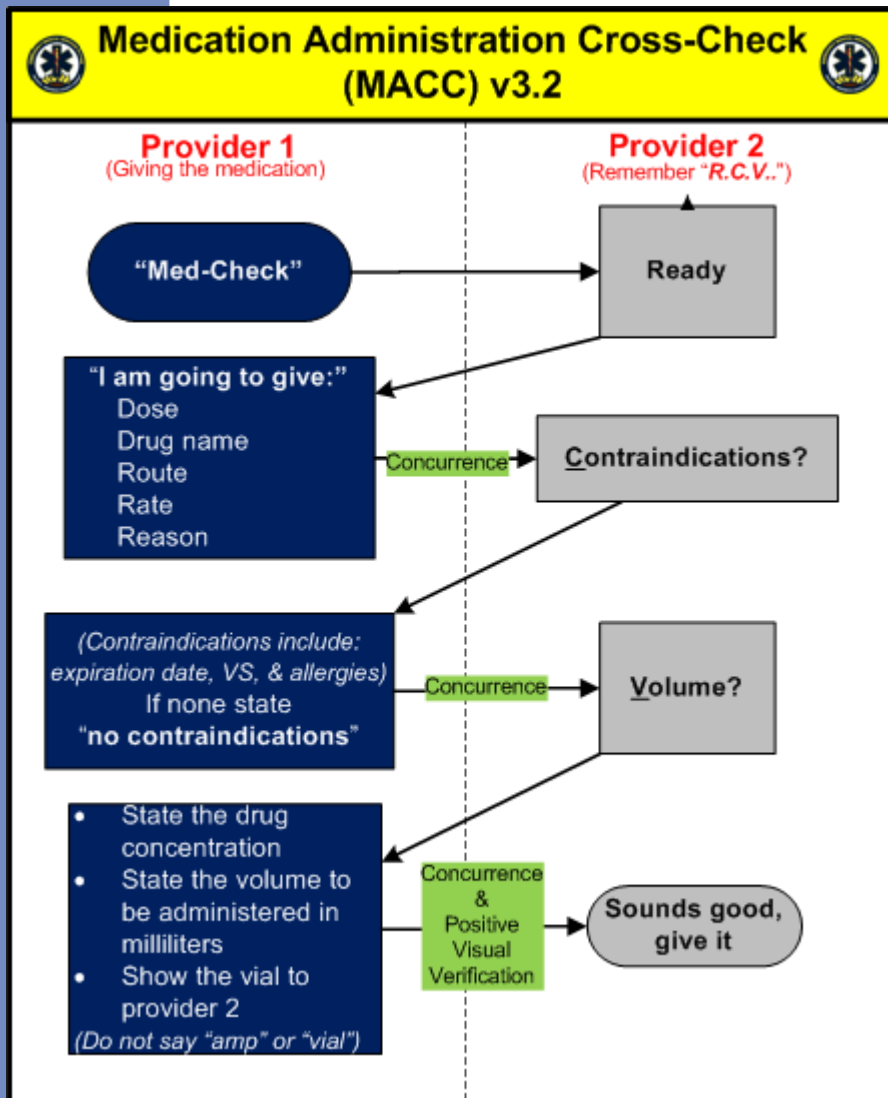 Medication Administration Cross-Check
(MACC) v3.2
Provider 1
(Giving the medication)
Provider 2
(Remember “R.C.V..”)
“Med-Check”
Ready
“I am going to give:”
Dose
Drug name
Route
Rate
Reason
Concurrence
Contraindications?
(Contraindications include:
expiration date, VS, & allergies)
If none state
“no contraindications”
Concurrence
Volume?
• State the drug
concentration
• State the volume to
be administered in
milliliters
• Show the vial to
provider 2
(Do not say “amp” or “vial”)
Concurrence
&
Positive
Visual
Verification
Sounds good,
give it